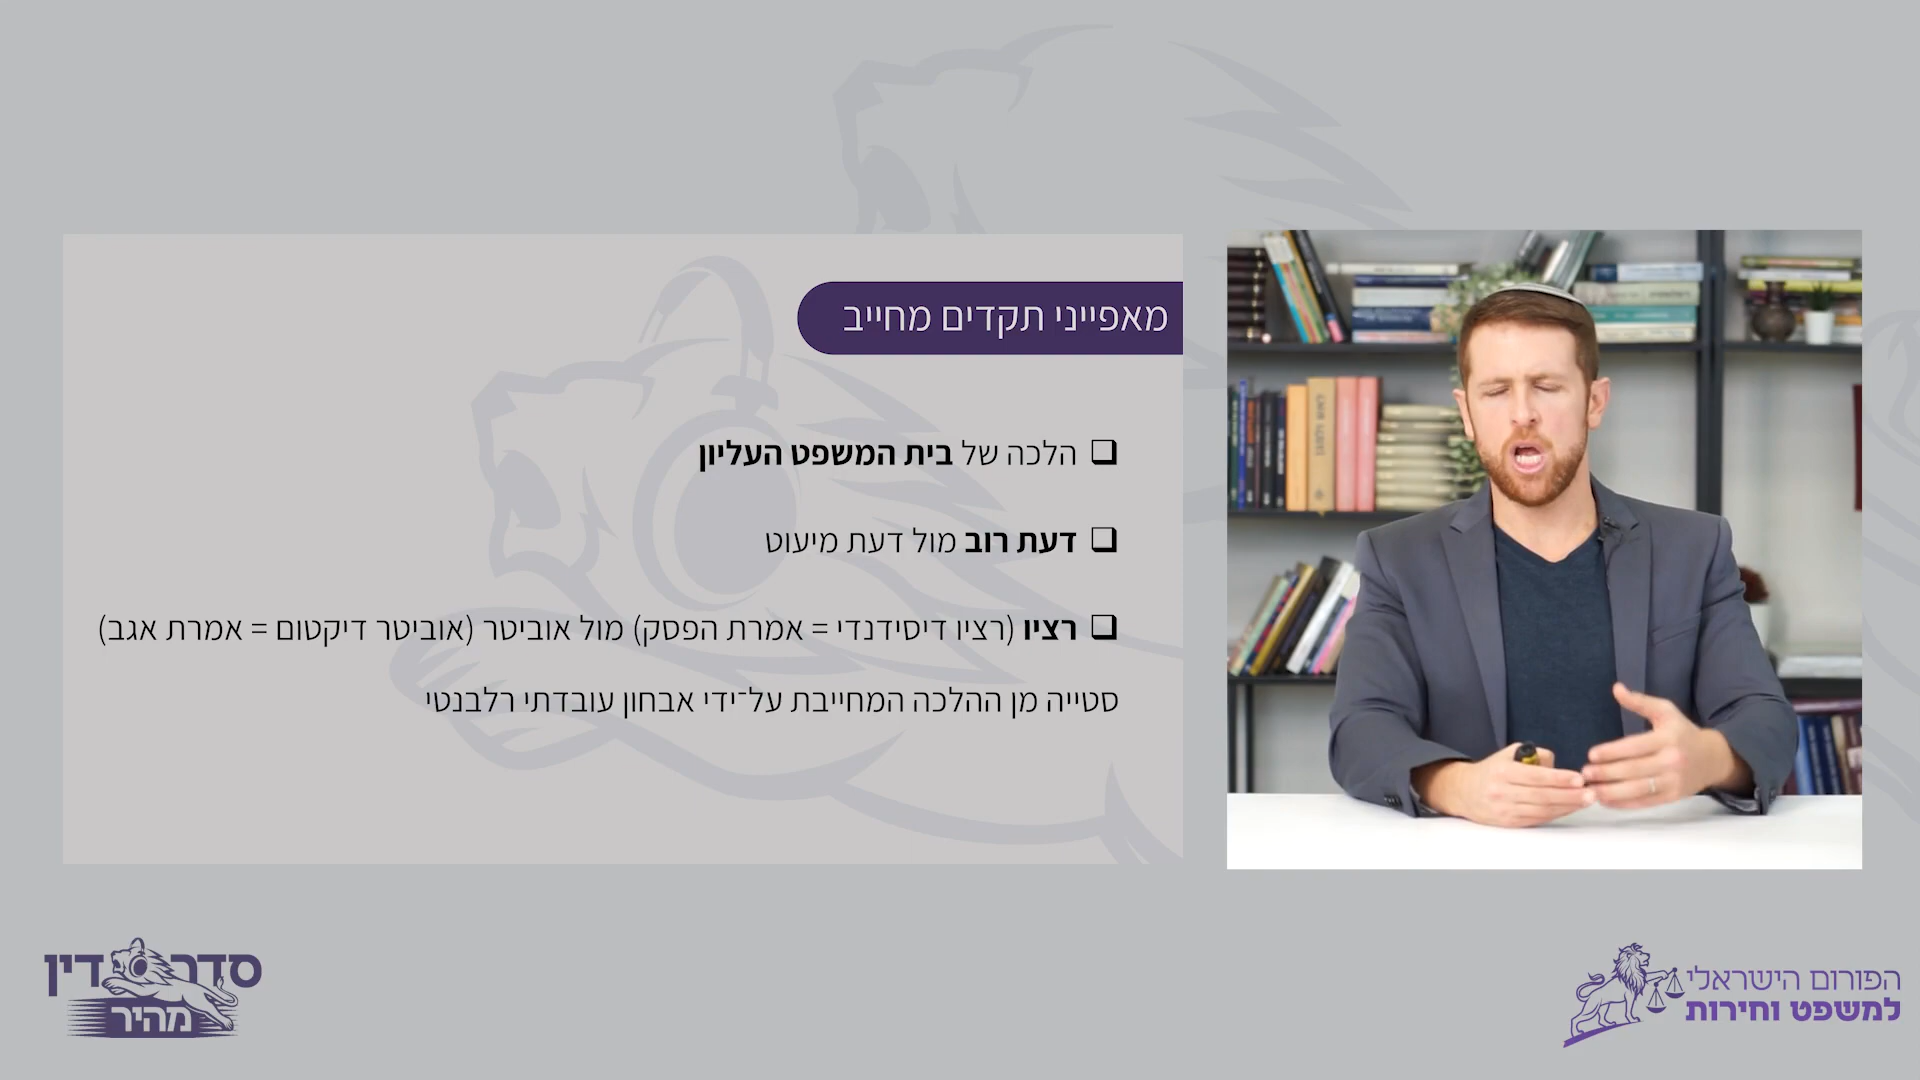 מאפייני תקדים מחייב
הלכה של בית המשפט העליון
דעת רוב מול דעת מיעוט
רציו (רציו דיסידנדי = אמרת הפסק) מול אוביטר (אוביטר דיקטום = אמרת אגב)
סטייה מן ההלכה המחייבת על־ידי אבחון עובדתי רלבנטי
סדר דין
מהיר
הפורום הישראלי
למשפט וחירות